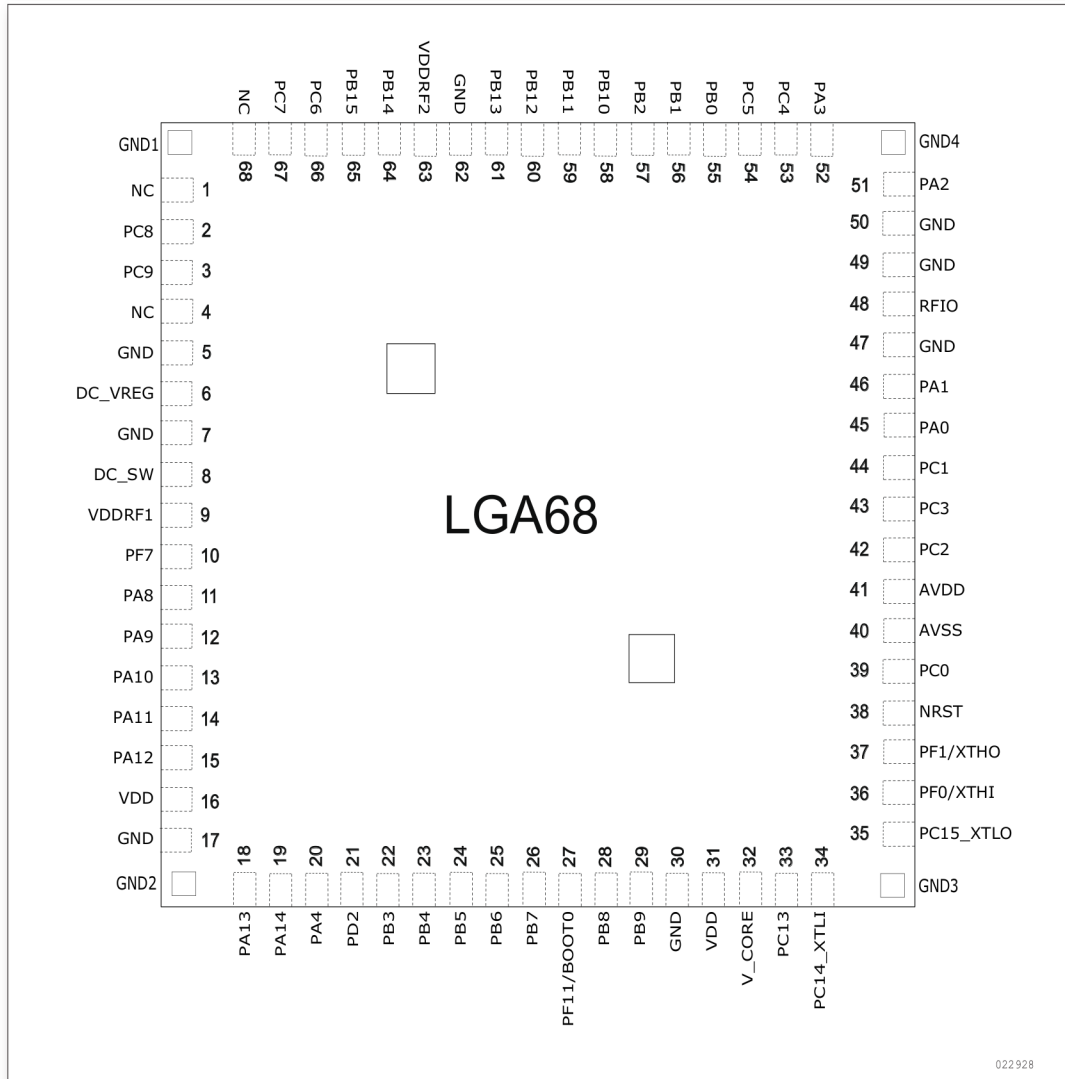 NC
PC7
PC6
PB15
PB14
VDDRF2
GND
PB13
PB12
PB11
PB10
PB2
PB1
PB0
PC5
PC4
PA3
68
67
66
65
64
63
62
61
60
59
58
57
56
55
54
53
52
GND1
GND4
NC 1
PC8 2
PC9 3
NC 4
GND 5
DC_VREG 6
GND 7
DC_SW 8
VDDRF1 9
PF7 10
PA8 11
PA9 12
PA10 13
PA11 14
PA12 15
VDD 16
GND 17
LGA68
51 PA2
50 GND
49 GND
48 RFIO
47 GND
46 PA1
45 PA0
44 PC1
43 PC3
42 PC2
41 AVDD
40 AVSS
39 PC0
38 NRST
37 PF1/XTHO
36 PF0/XTHI
35 PC15_XTLO
GND2
GND3
18
19
20
21
22
23
24
25
26
27
28
29
30
31
32
33
34
PA13
PA14
PA4
PD2
PB3
PB4
PB5
PB6
PB7
PF11/BOOT0
PB8
PB9
GND
VDD
V_CORE
PC13
PC14_XTLI
022928